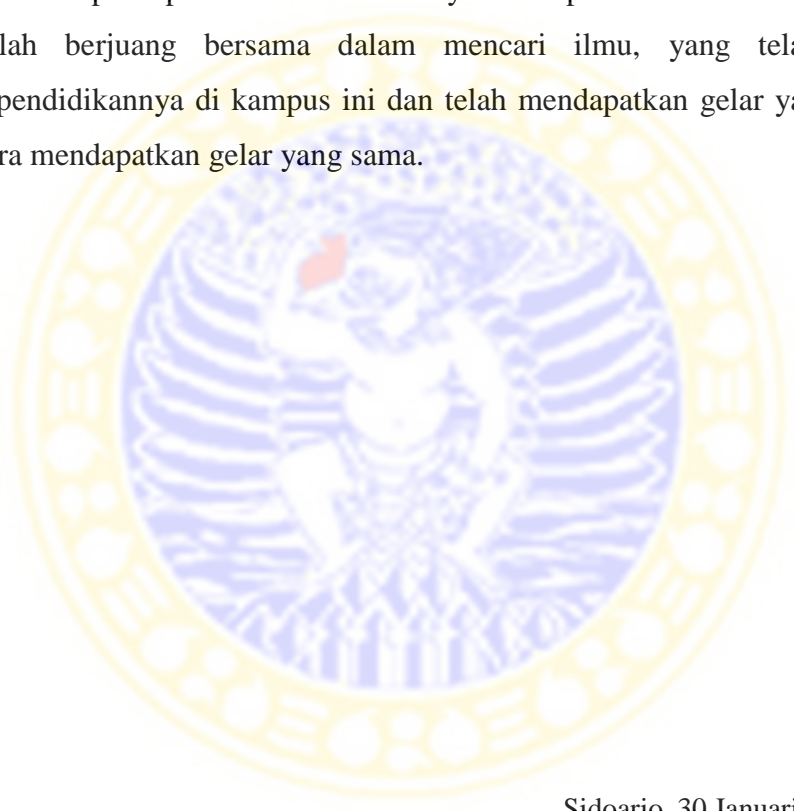 lah berjuang bersama dalam mencari ilmu, yang tela
pendidikannya di kampus ini dan telah mendapatkan gelar ya
ra mendapatkan gelar yang sama.
Sidoarjo, 30 Januari